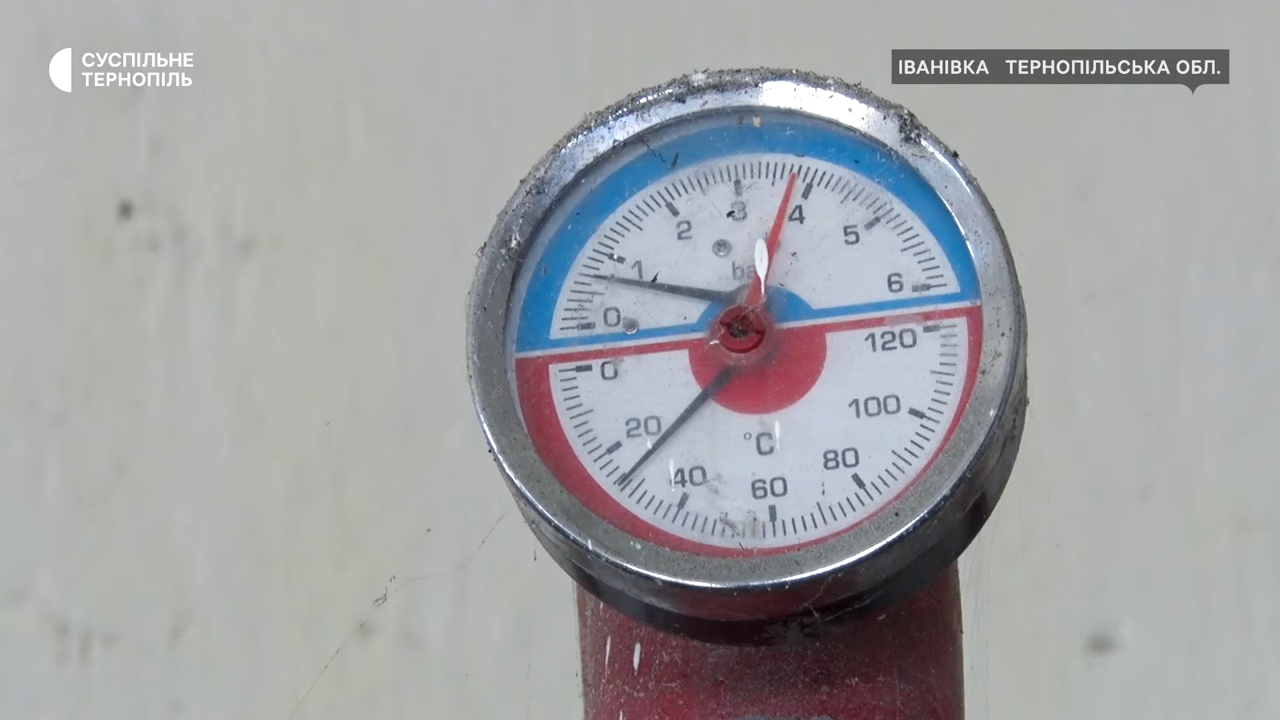 СУСПІЛЬНЕ
ТЕРНОПІЛЬ
ІВАНІВКА ТЕРНОПІЛЬСЬКА ОБЛ.
0 1 2 3 4 5 6
0 20 40 60 80 100 120
°C